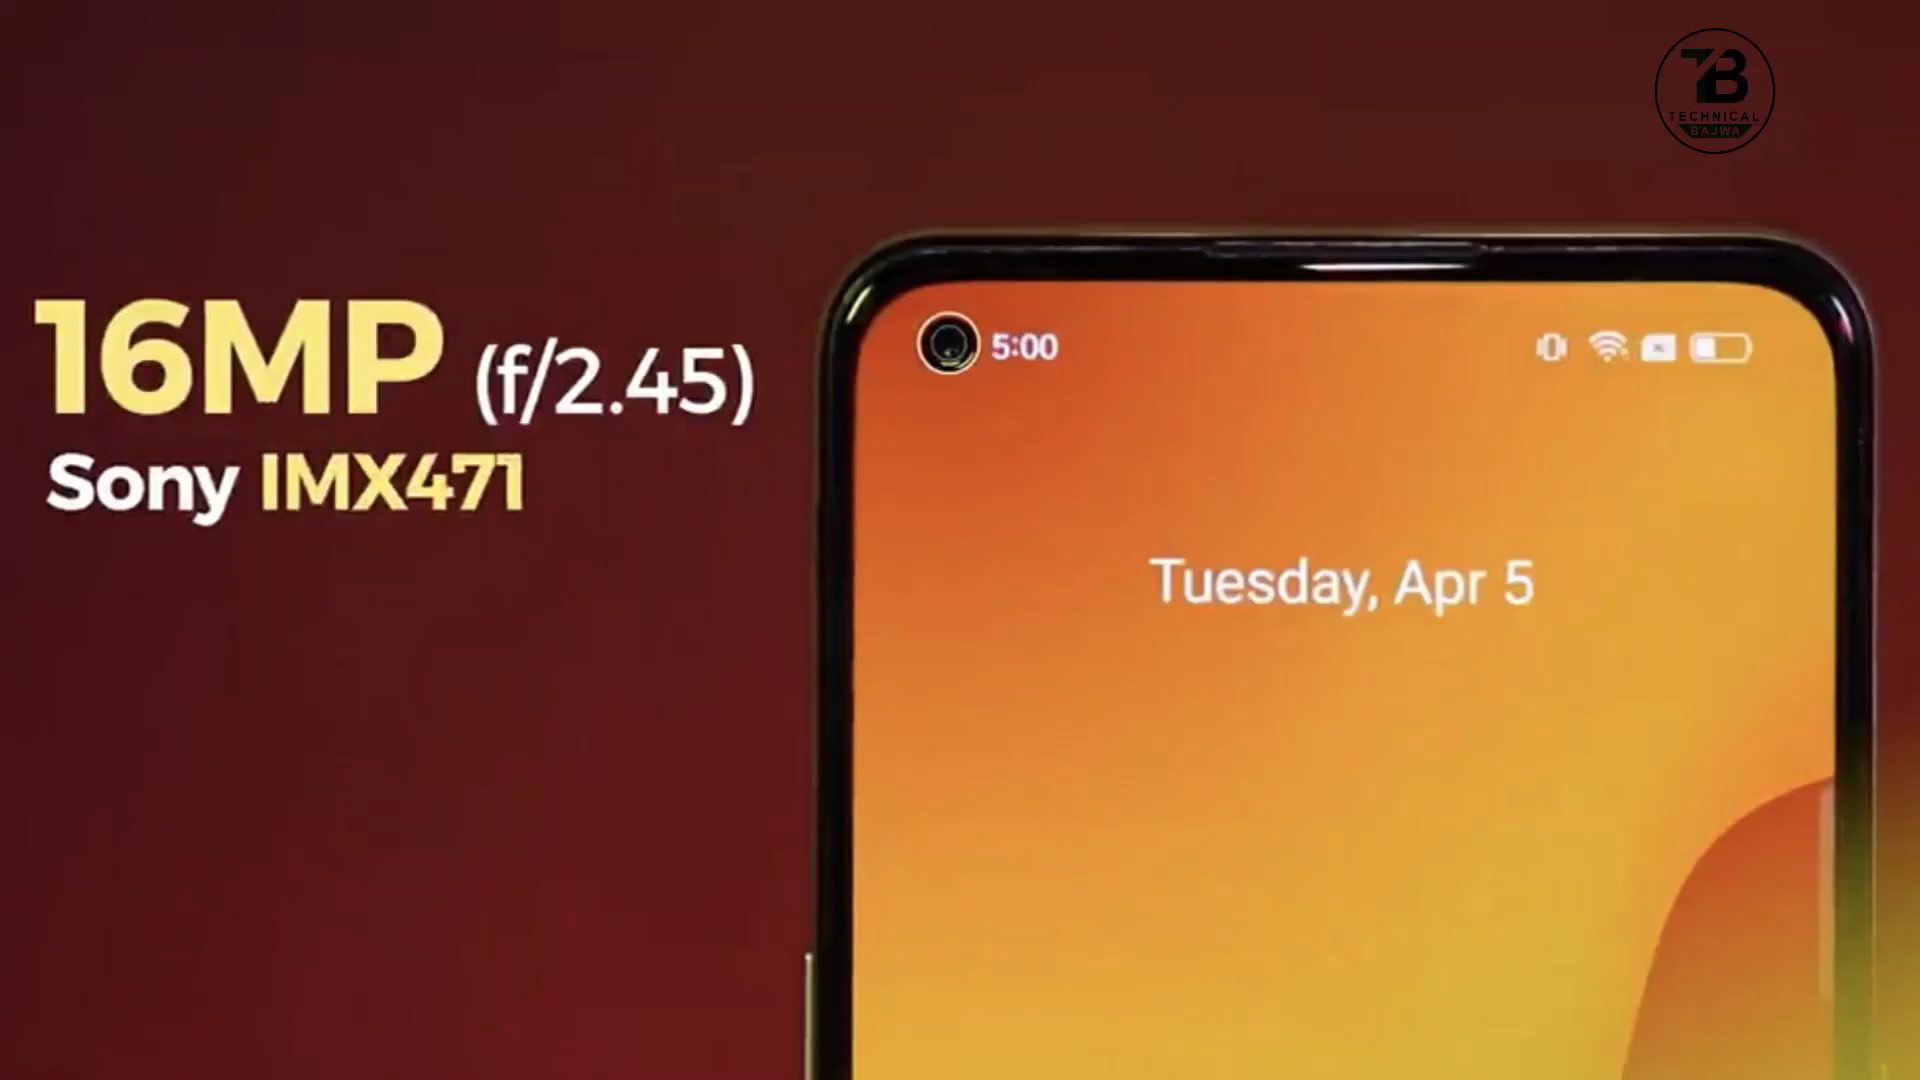 TB
TECHNICAL
BAJWA
16MP (f/2.45)
Sony IMX471
5:00
Tuesday, Apr 5